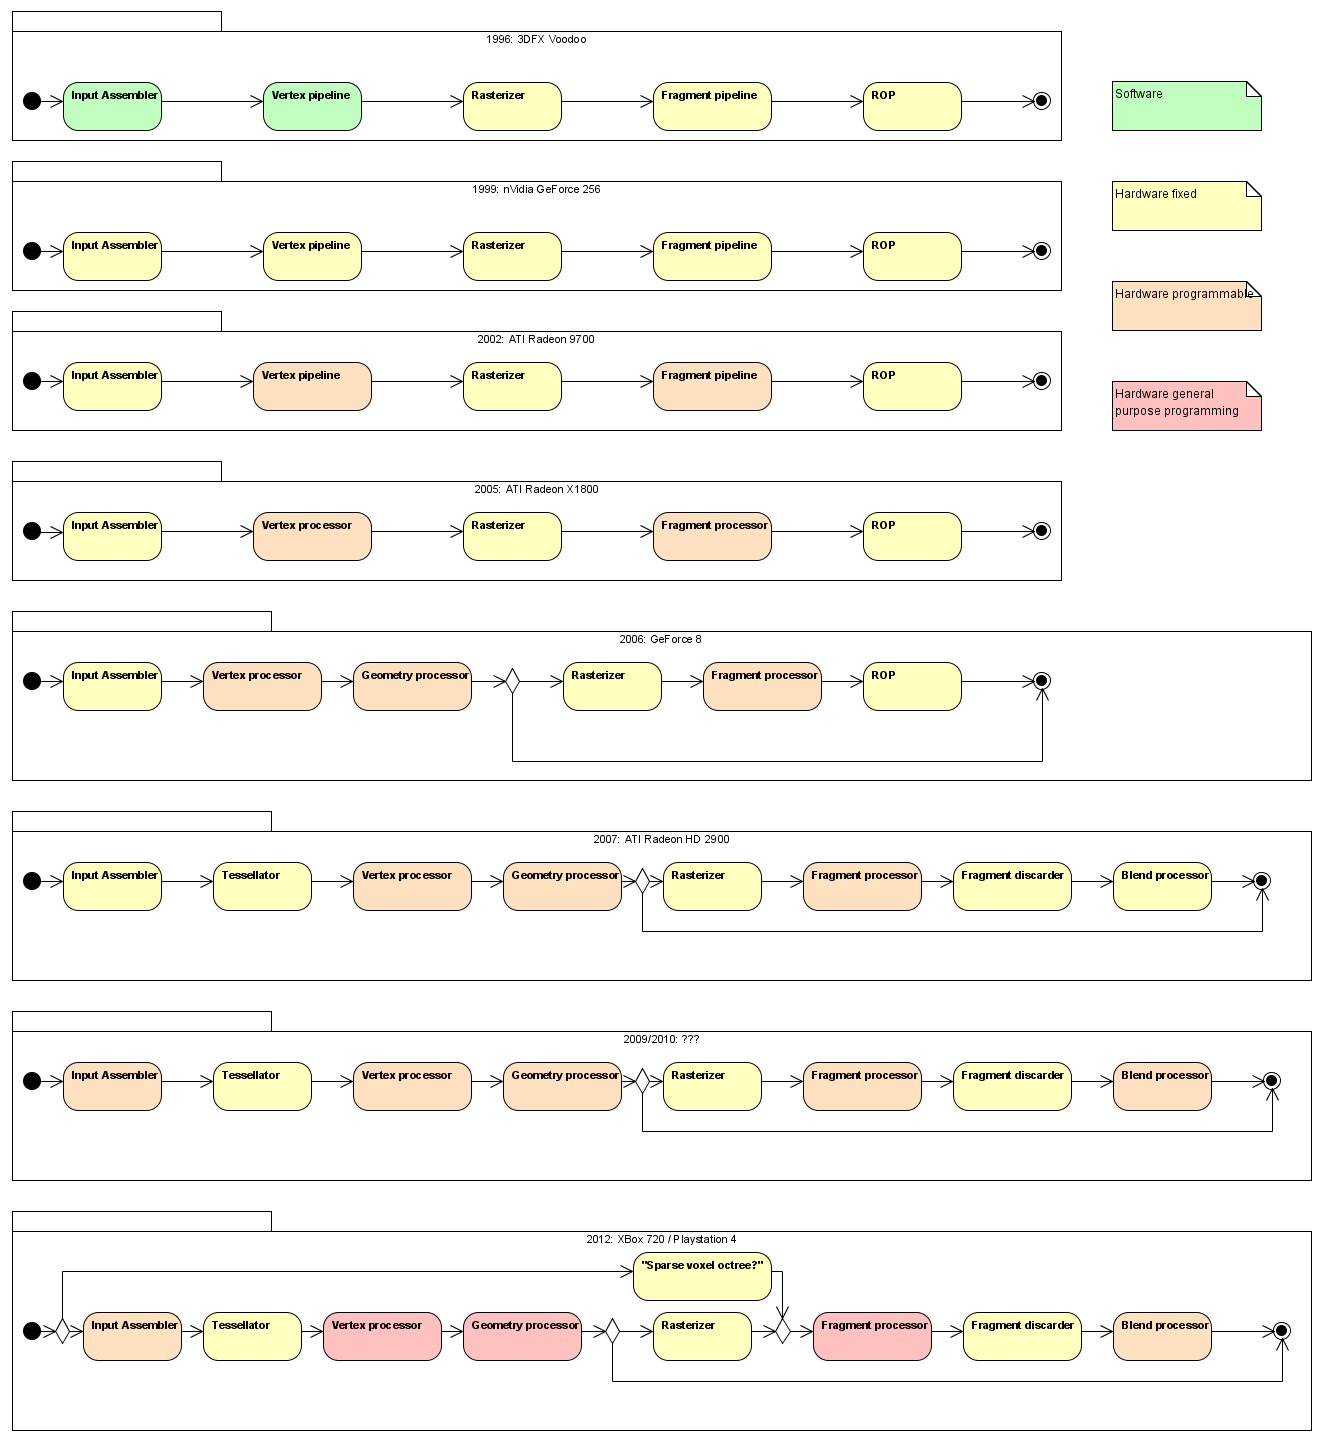 1996: 3DFX Voodoo
Input Assembler
Vertex pipeline
Rasterizer
Fragment pipeline
ROP
Software
1999: nVidia GeForce 256
Input Assembler
Vertex pipeline
Rasterizer
Fragment pipeline
ROP
Hardware fixed
Hardware programmable
2002: ATI Radeon 9700
Input Assembler
Vertex pipeline
Rasterizer
Fragment pipeline
ROP
Hardware general
purpose programming
2005: ATI Radeon X1800
Input Assembler
Vertex processor
Rasterizer
Fragment processor
ROP
2006: GeForce 8
Input Assembler
Vertex processor
Geometry processor
Rasterizer
Fragment processor
ROP
2007: ATI Radeon HD 2900
Input Assembler
Tessellator
Vertex processor
Geometry processor
Rasterizer
Fragment processor
Fragment discarder
Blend processor
2009/2010: ???
Input Assembler
Tessellator
Vertex processor
Geometry processor
Rasterizer
Fragment processor
Fragment discarder
Blend processor
2012: XBox 720 / Playstation 4
"Sparse voxel octree?"
Input Assembler
Tessellator
Vertex processor
Geometry processor
Rasterizer
Fragment processor
Fragment discarder
Blend processor